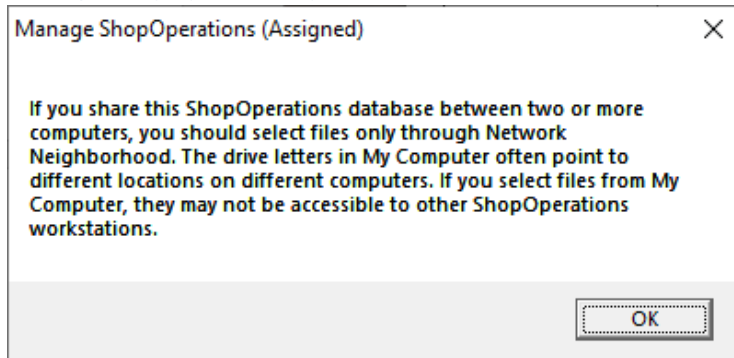 Manage ShopOperations (Assigned)
If you share this ShopOperations database between two or more
computers, you should select files only through Network
Neighborhood. The drive letters in My Computer often point to
different locations on different computers. If you select files from My
Computer, they may not be accessible to other ShopOperations
workstations.
OK